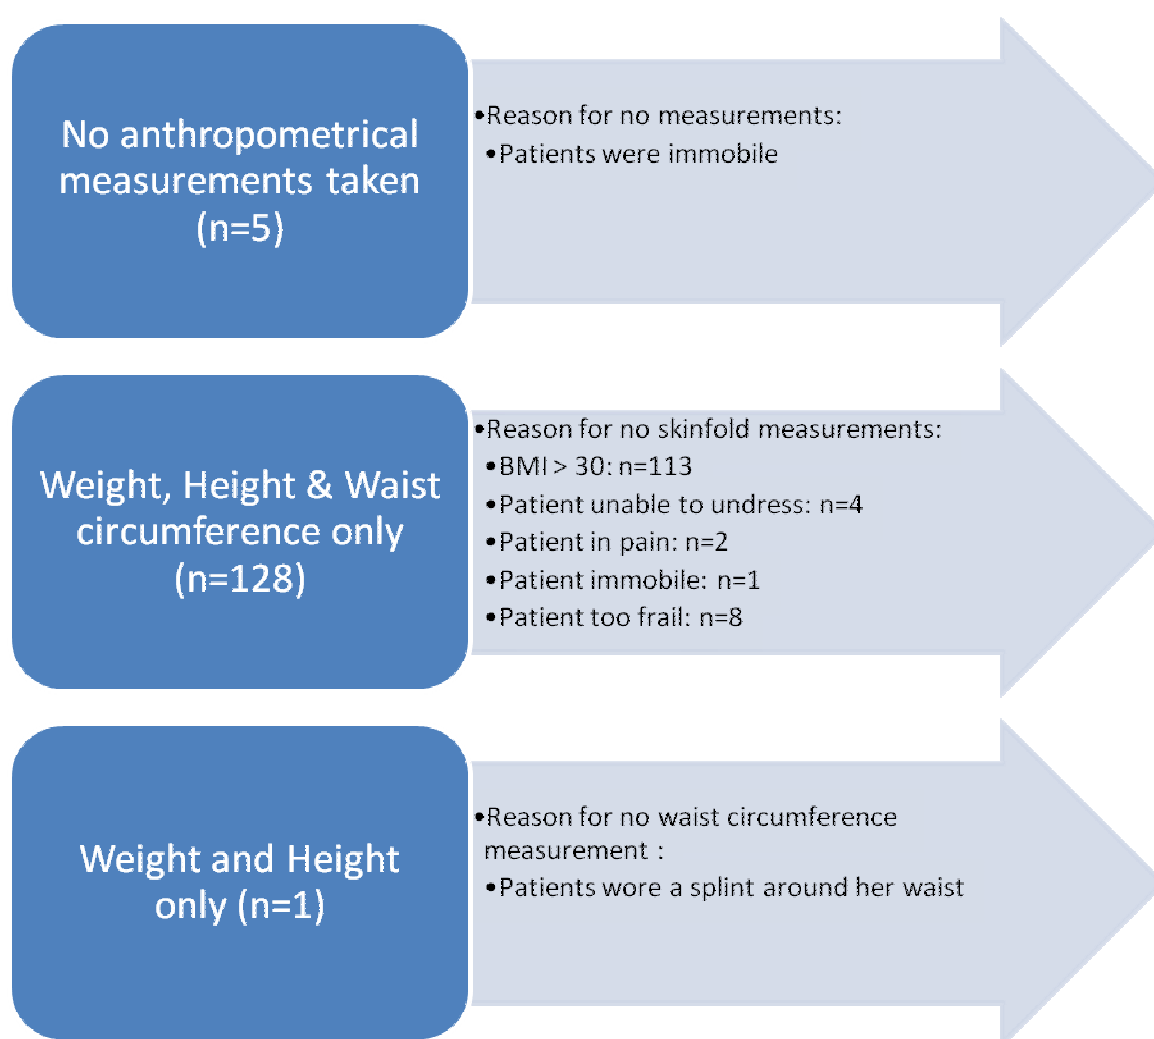 No anthropometrical
measurements taken
(n=5)
•Reason for no measurements:
•Patients were immobile
Weight, Height & Waist
circumference only
(n=128)
•Reason for no skinfold measurements:
•BMI > 30: n=113
•Patient unable to undress: n=4
•Patient in pain: n=2
•Patient immobile: n=1
•Patient too frail: n=8
Weight and Height
only (n=1)
•Reason for no waist circumference
measurement :
•Patients wore a splint around her waist